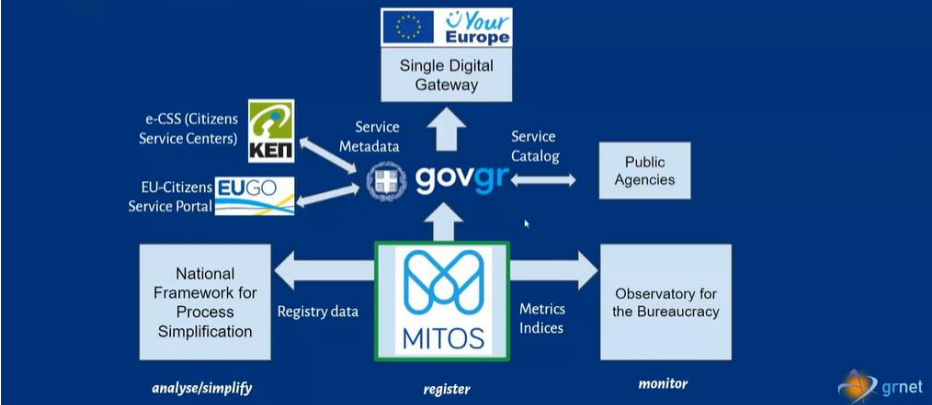 Your
Europe
Single Digital
Gateway
e-CSS (Citizens
Service Centers)
ΚΕΠ
Service
Metadata
Service
Catalog
govgr
Public
Agencies
EU-Citizens
Service Portal
EUGO
National
Framework for
Process
Simplification
Registry data
MITOS
Metrics
Indices
Observatory for
the Bureaucracy
analyse/simplify
register
monitor
grnet